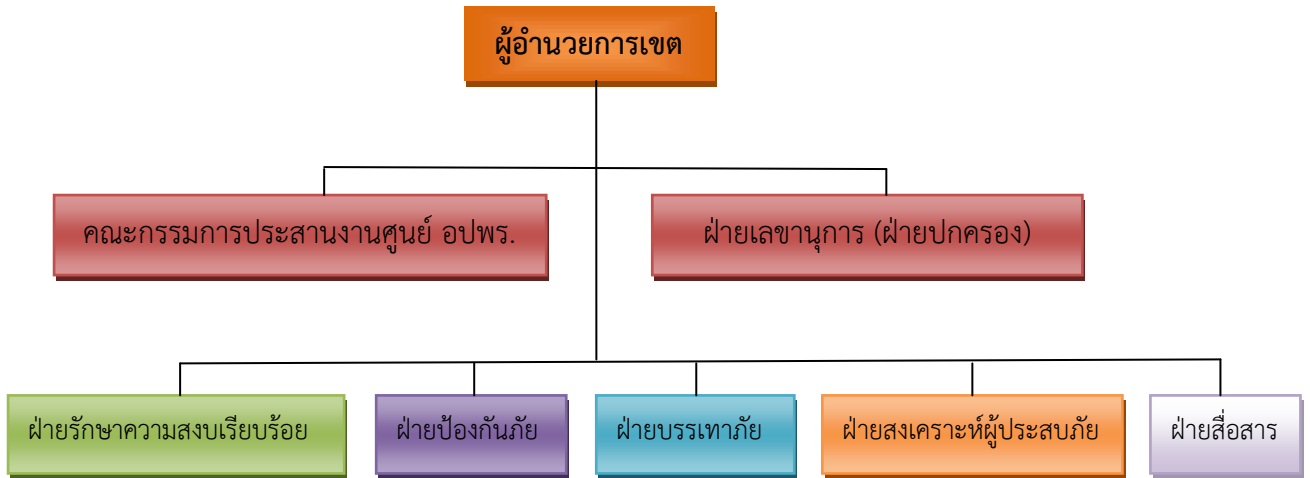 ผู้อำนวยการเขต
คณะกรรมการประสานงานศูนย์ อปพร.
ฝ่ายเลขานุการ (ฝ่ายปกครอง)
ฝ่ายรักษาความสงบเรียบร้อย
ฝ่ายป้องกันภัย
ฝ่ายบรรเทาภัย
ฝ่ายสงเคราะห์ผู้ประสบภัย
ฝ่ายสื่อสาร